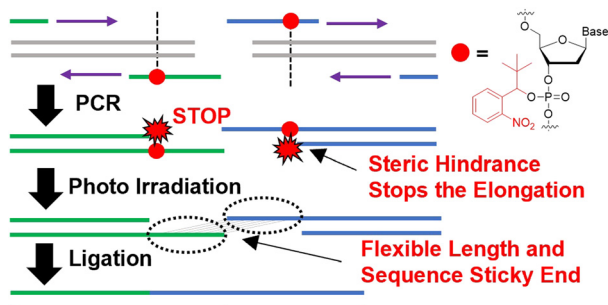 = Base
O
O
O
O P O
NO2
O
PCR
STOP
Steric Hindrance
Stops the Elongation
Photo Irradiation
Flexible Length and
Sequence Sticky End
Ligation